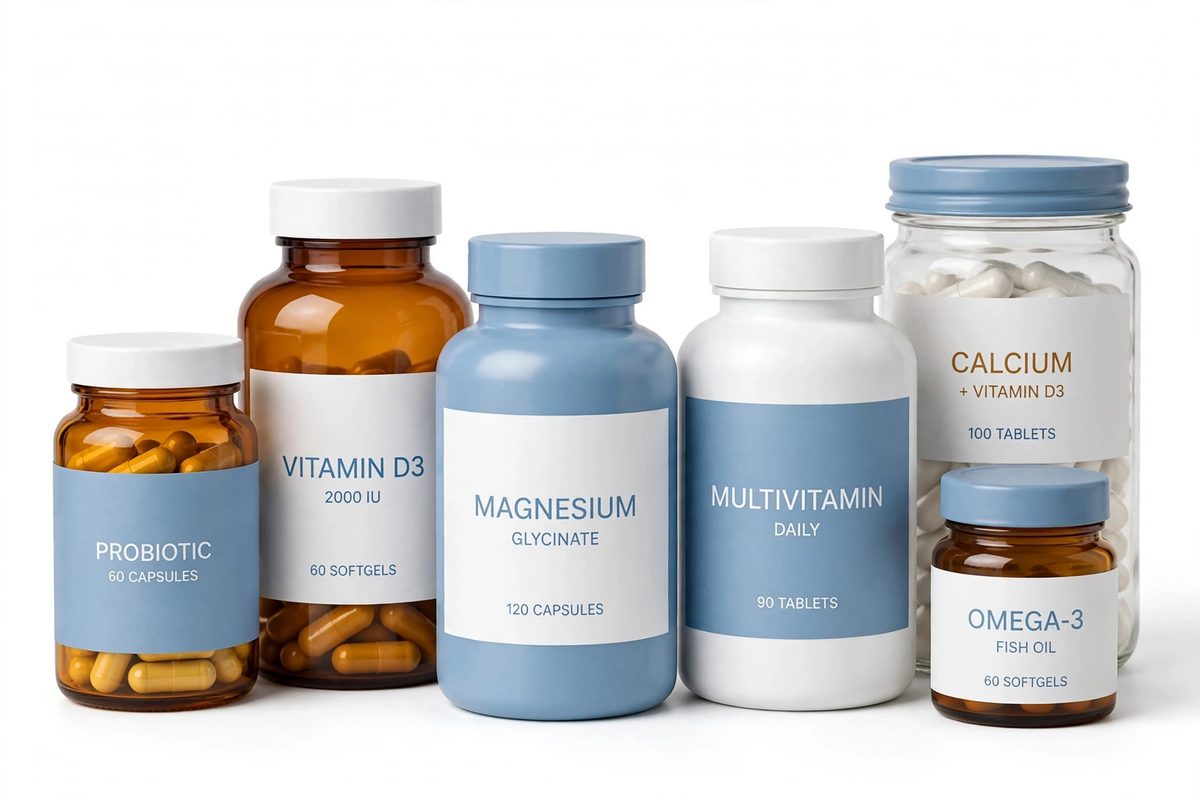 PROBIOTIC
60 CAPSULES
VITAMIN D3
2000 IU
60 SOFTGELS
MAGNESIUM
GLYCINATE
120 CAPSULES
MULTIVITAMIN
DAILY
90 TABLETS
CALCIUM
+ VITAMIN D3
100 TABLETS
OMEGA-3
FISH OIL
60 SOFTGELS